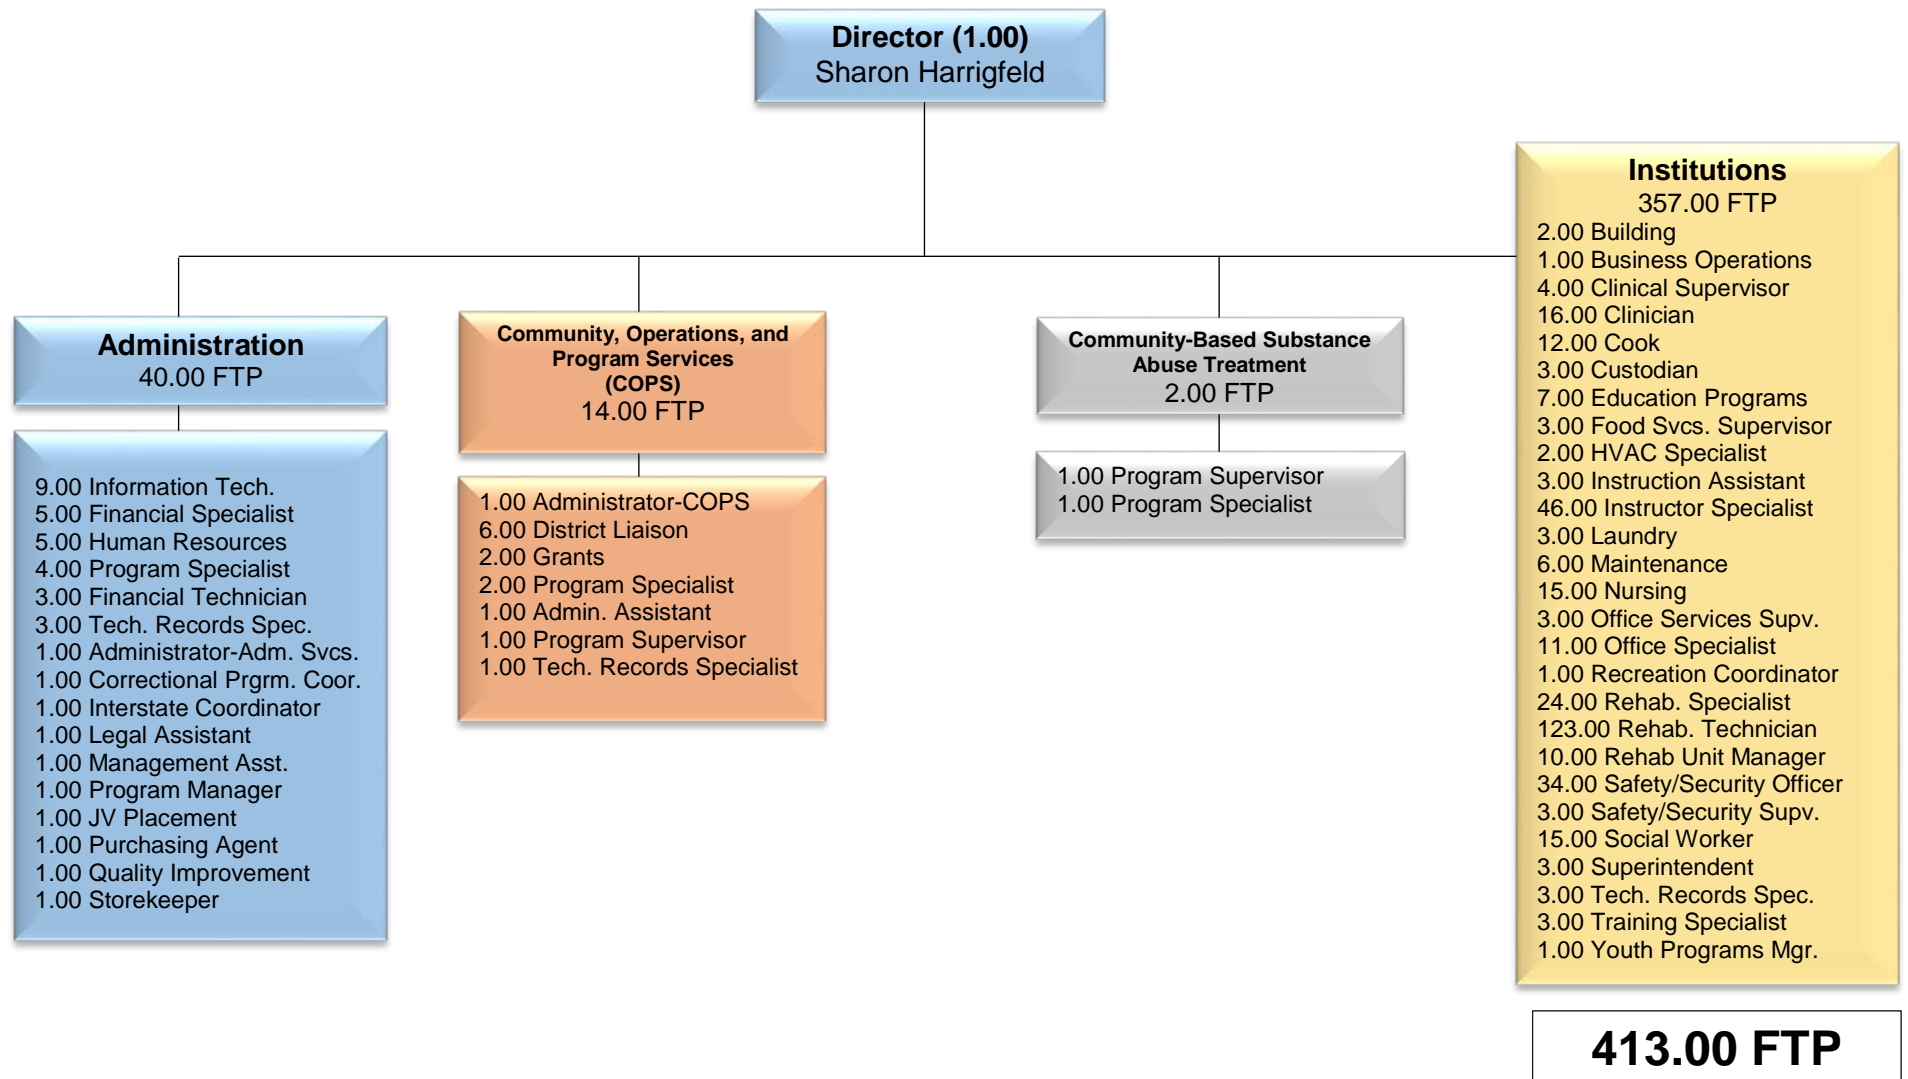 Director (1.00)
Sharon Harrigfeld
Administration
40.00 FTP
9.00 Information Tech.
5.00 Financial Specialist
5.00 Human Resources
4.00 Program Specialist
3.00 Financial Technician
3.00 Tech. Records Spec.
1.00 Administrator-Adm. Svcs.
1.00 Correctional Prgrm. Coor.
1.00 Interstate Coordinator
1.00 Legal Assistant
1.00 Management Asst.
1.00 Program Manager
1.00 JV Placement
1.00 Purchasing Agent
1.00 Quality Improvement
1.00 Storekeeper
Community, Operations, and
Program Services
(COPS)
14.00 FTP
1.00 Administrator-COPS
6.00 District Liaison
2.00 Grants
2.00 Program Specialist
1.00 Admin. Assistant
1.00 Program Supervisor
1.00 Tech. Records Specialist
Community-Based Substance
Abuse Treatment
2.00 FTP
1.00 Program Supervisor
1.00 Program Specialist
Institutions
357.00 FTP
2.00 Building
1.00 Business Operations
4.00 Clinical Supervisor
16.00 Clinician
12.00 Cook
3.00 Custodian
7.00 Education Programs
3.00 Food Svcs. Supervisor
2.00 HVAC Specialist
3.00 Instruction Assistant
46.00 Instructor Specialist
3.00 Laundry
6.00 Maintenance
15.00 Nursing
3.00 Office Services Supv.
11.00 Office Specialist
1.00 Recreation Coordinator
24.00 Rehab. Specialist
123.00 Rehab. Technician
10.00 Rehab Unit Manager
34.00 Safety/Security Officer
3.00 Safety/Security Supv.
15.00 Social Worker
3.00 Superintendent
3.00 Tech. Records Spec.
3.00 Training Specialist
1.00 Youth Programs Mgr.
413.00 FTP